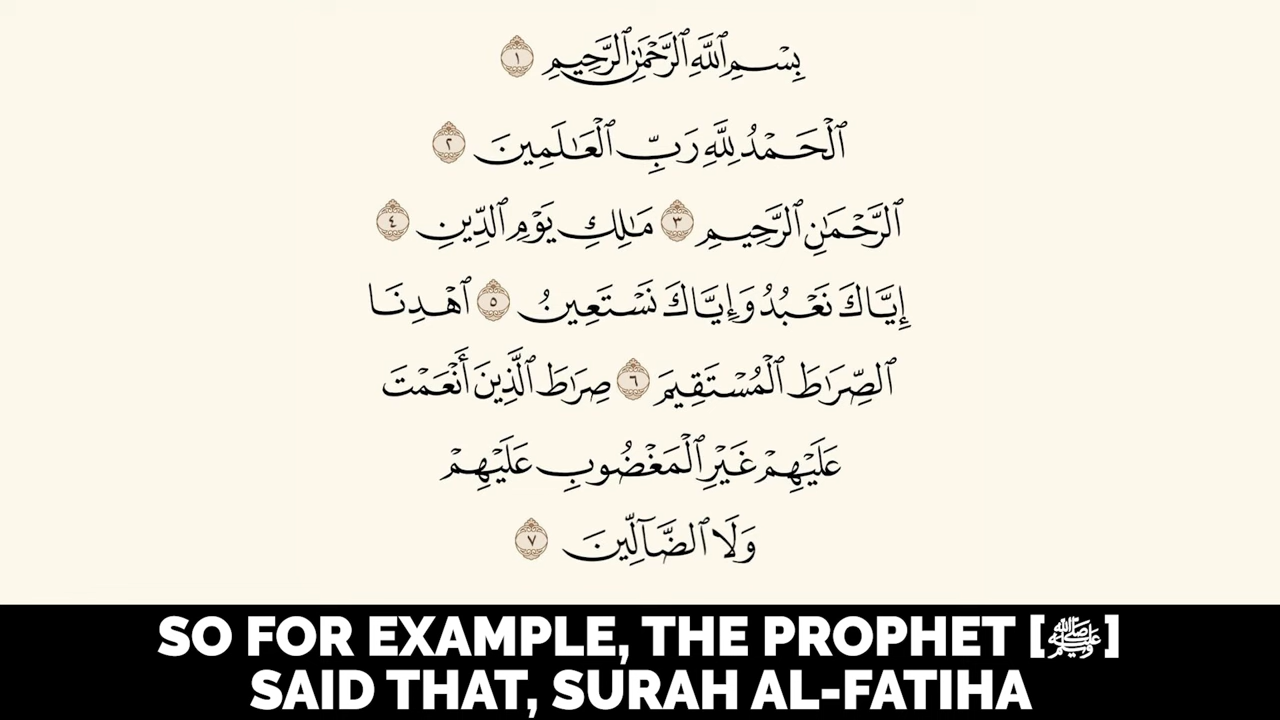 بِسْمِ ٱللَّهِ ٱلرَّحْمَٰنِ ٱلرَّحِيمِ ١
ٱلْحَمْدُ لِلَّهِ رَبِّ ٱلْعَٰلَمِينَ ٢
ٱلرَّحْمَٰنِ ٱلرَّحِيمِ ٣ مَٰلِكِ يَوْمِ ٱلدِّينِ ٤
إِيَّاكَ نَعْبُدُ وَإِيَّاكَ نَسْتَعِينُ ٥ ٱهْدِنَا
ٱلصِّرَٰطَ ٱلْمُسْتَقِيمَ ٦ صِرَٰطَ ٱلَّذِينَ أَنْعَمْتَ
عَلَيْهِمْ غَيْرِ ٱلْمَغْضُوبِ عَلَيْهِمْ
وَلَا ٱلضَّآلِّينَ ٧
SO FOR EXAMPLE, THE PROPHET [ﷺ]
SAID THAT, SURAH AL-FATIHA